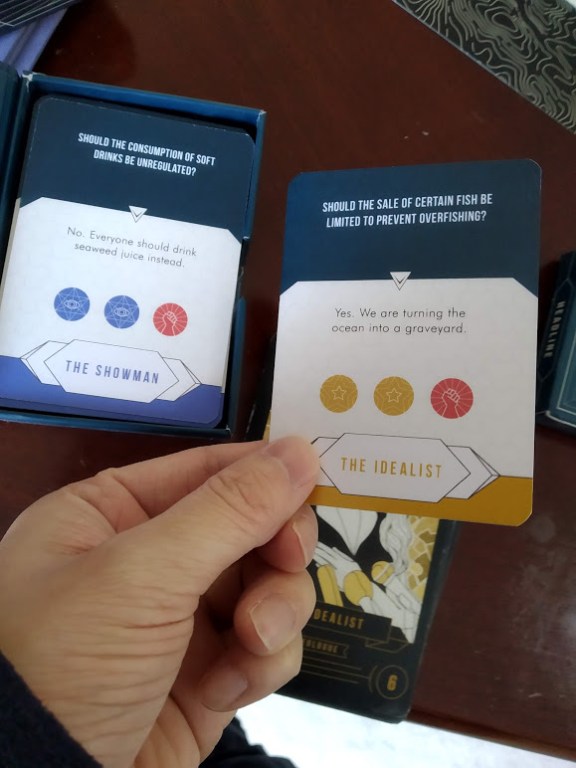 SHOULD THE CONSUMPTION OF SOFT
DRINKS BE UNREGULATED?
No. Everyone should drink
seaweed juice instead.
THE SHOWMAN
SHOULD THE SALE OF CERTAIN FISH BE
LIMITED TO PREVENT OVERFISHING?
Yes. We are turning the
ocean into a graveyard.
THE IDEALIST
DEALIST
6
HEADLINE